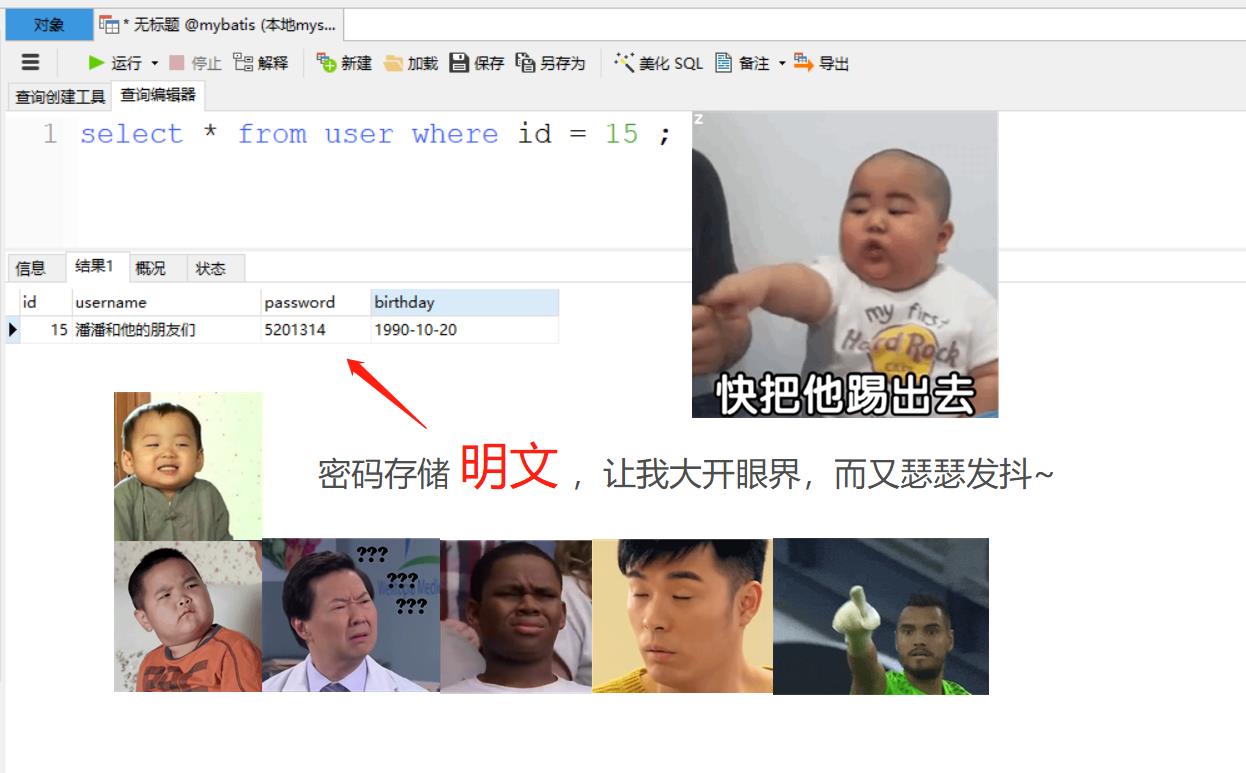 对象 * 无标题 @mybatis (本地mys...
运行 停止 解释 新建 加载 保存 另存为 美化 SQL 备注 导出
查询创建工具 查询编辑器
1 select * from user where id = 15 ;
z
my first
Hard Rock
快把他踢出去
信息 结果1 概况 状态
id username password birthday
15 潘潘和他的朋友们 5201314 1990-10-20
密码存储 明文 ，让我大开眼界，而又瑟瑟发抖~
???
???
???